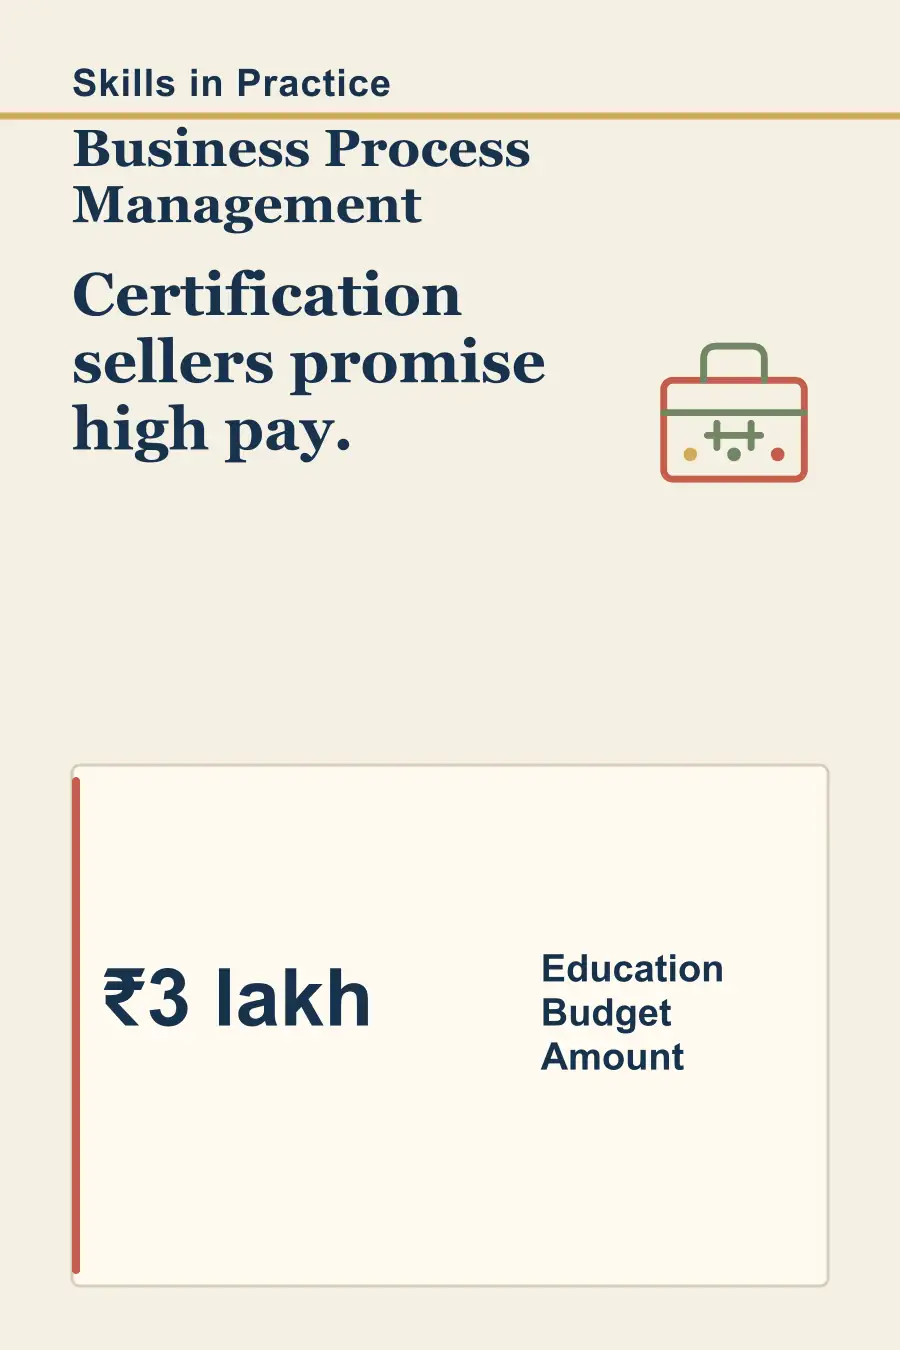 Skills in Practice
Business Process
Management
Certification
sellers promise
high pay.
₹3 lakh
Education
Budget
Amount